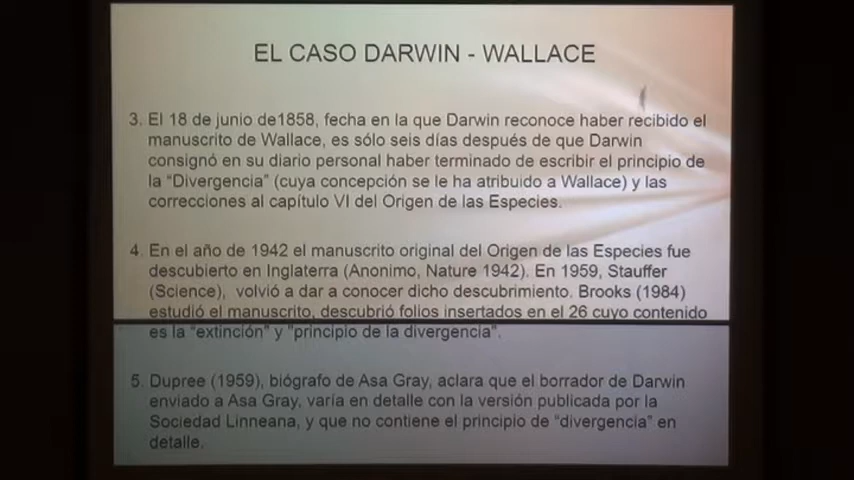 EL CASO DARWIN - WALLACE
3. El 18 de junio de1858, fecha en la que Darwin reconoce haber recibido el
manuscrito de Wallace, es sólo seis días después de que Darwin
consignó en su diario personal haber terminado de escribir el principio de
la "Divergencia" (cuya concepción se le ha atribuido a Wallace) y las
correcciones al capítulo VI del Origen de las Especies.
4. En el año de 1942 el manuscrito original del Origen de las Especies fue
descubierto en Inglaterra (Anonimo, Nature 1942). En 1959, Stauffer
(Science), volvió a dar a conocer dicho descubrimiento. Brooks (1984)
estudió el manuscrito, descubrió folios insertados en el 26 cuyo contenido
es la "extinción" y "principio de la divergencia".
5. Dupree (1959), biógrafo de Asa Gray, aclara que el borrador de Darwin
enviado a Asa Gray, varía en detalle con la versión publicada por la
Sociedad Linneana, y que no contiene el principio de "divergencia" en
detalle.